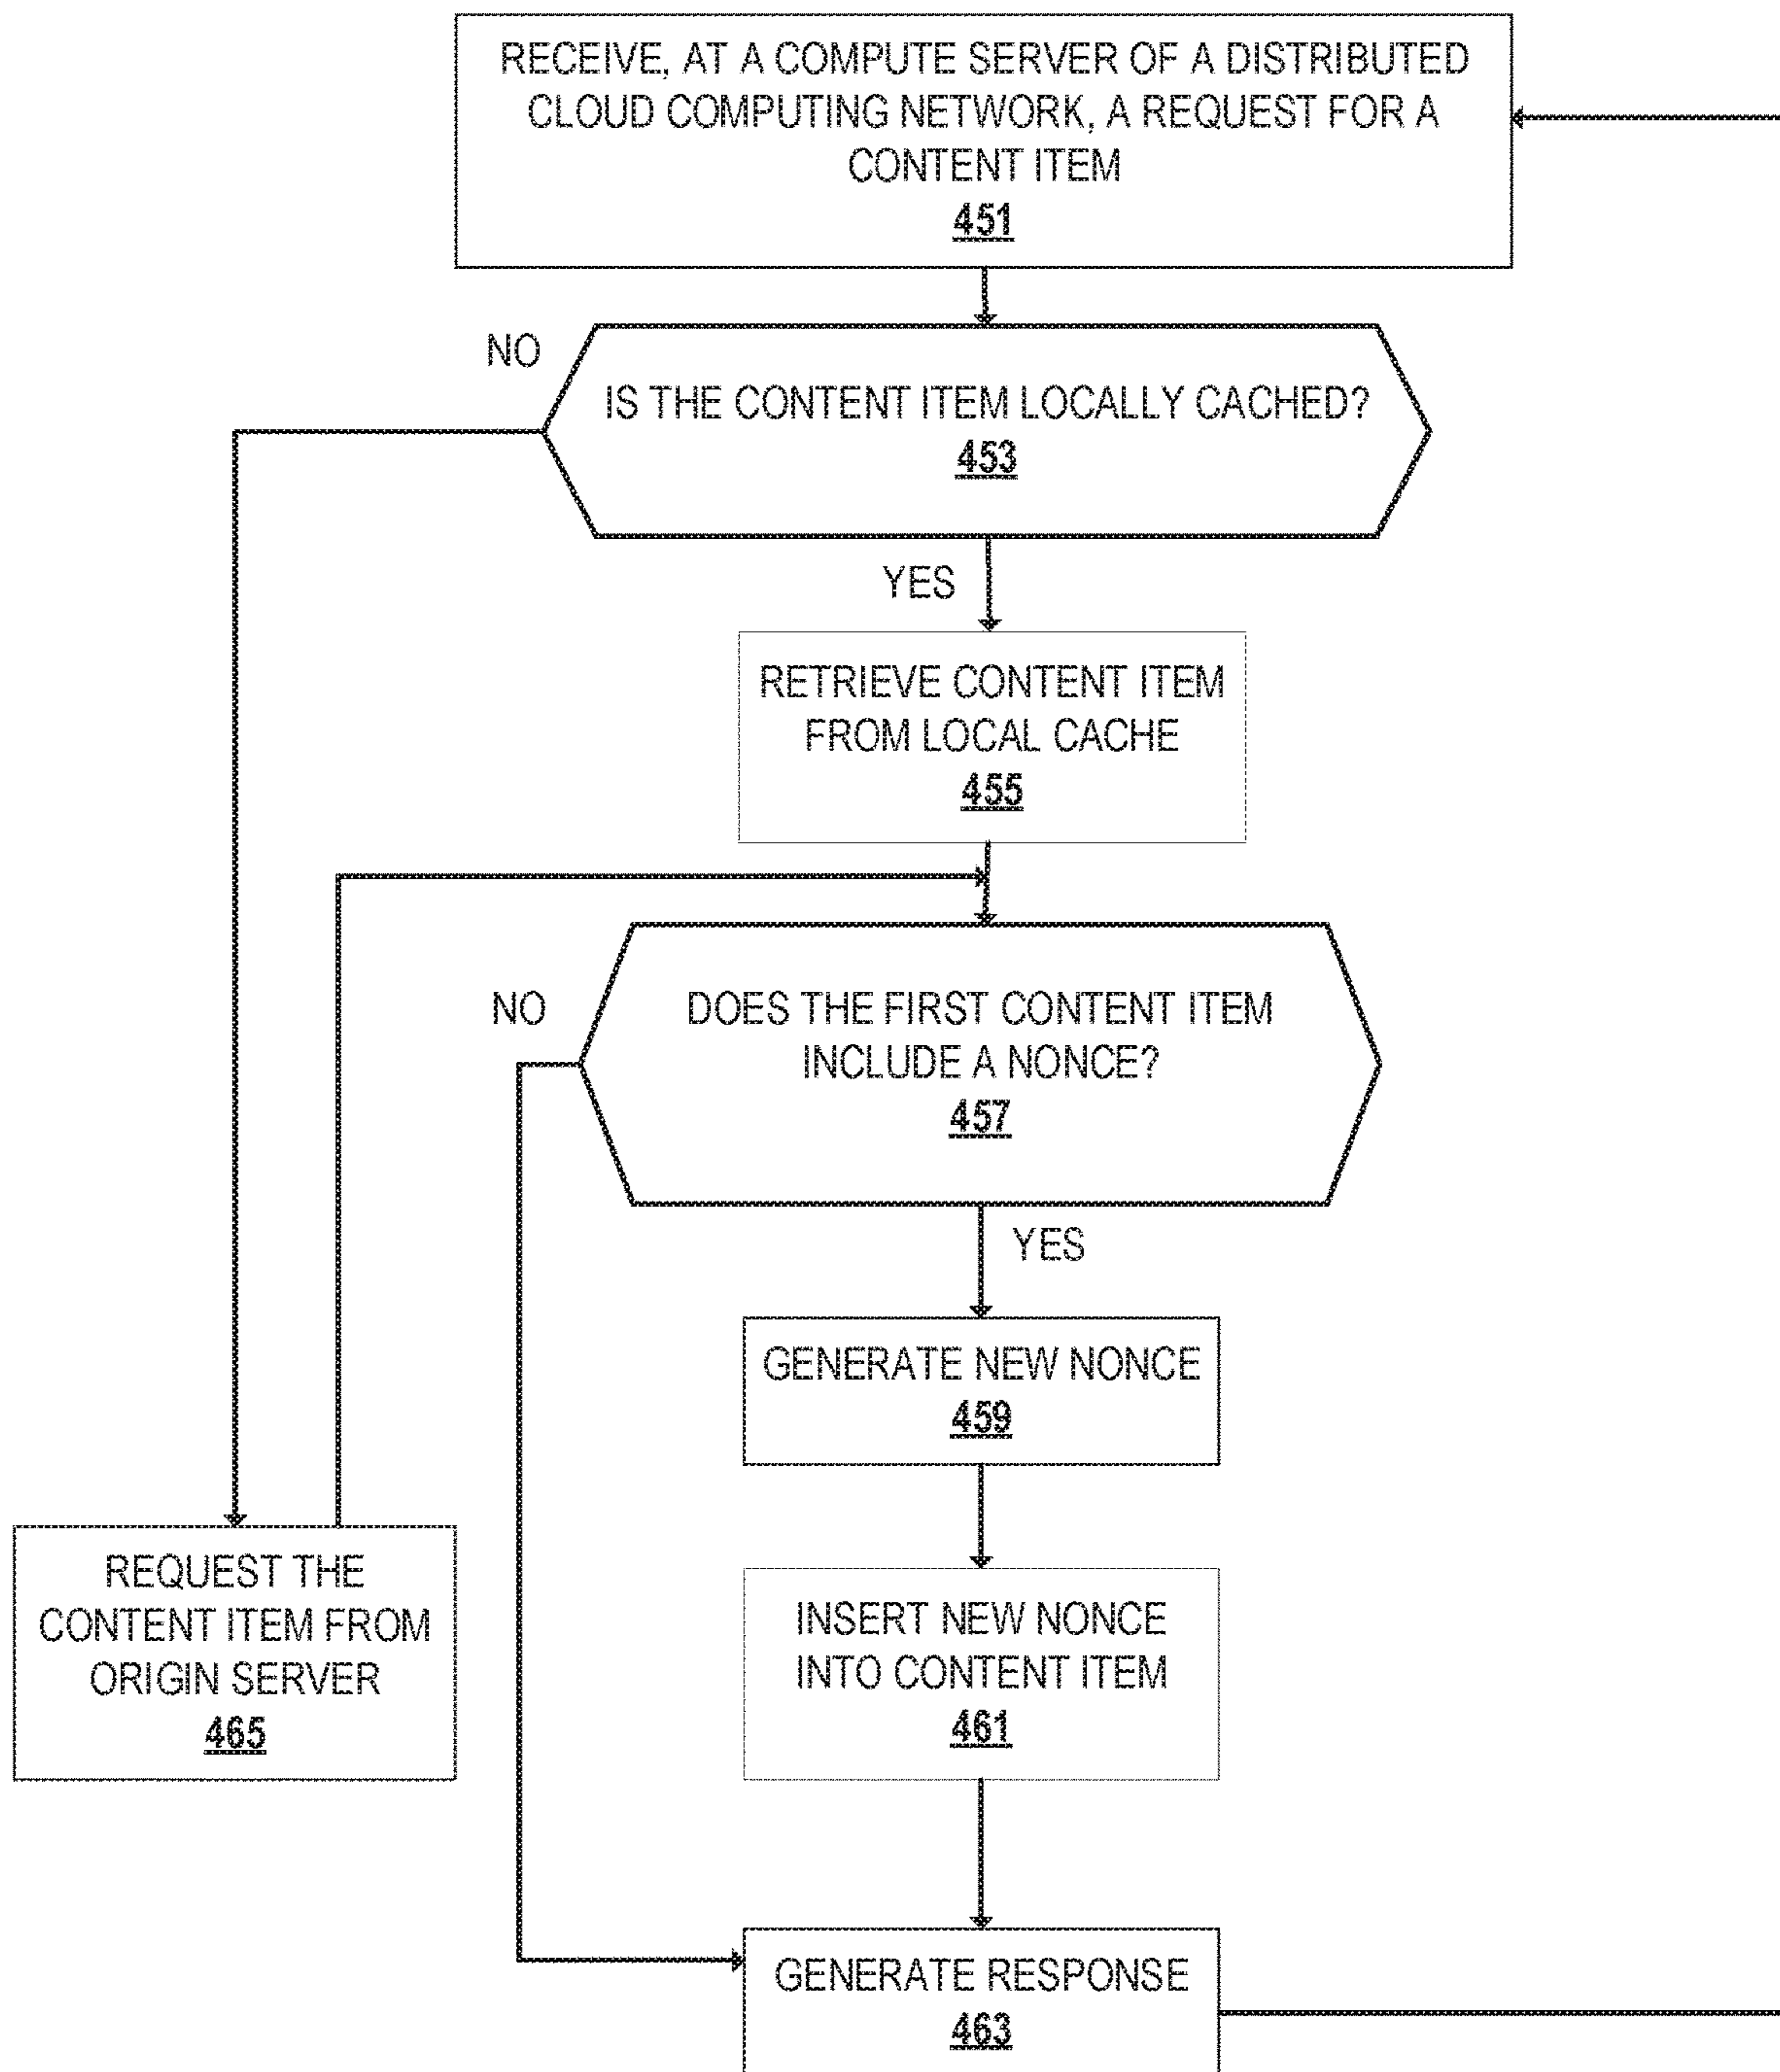 RECEIVE, AT A COMPUTE SERVER OF A DISTRIBUTED
CLOUD COMPUTING NETWORK, A REQUEST FOR A
CONTENT ITEM
451
NO
IS THE CONTENT ITEM LOCALLY CACHED?
453
YES
RETRIEVE CONTENT ITEM
FROM LOCAL CACHE
455
NO
DOES THE FIRST CONTENT ITEM
INCLUDE A NONCE?
457
YES
GENERATE NEW NONCE
459
REQUEST THE
CONTENT ITEM FROM
ORIGIN SERVER
465
INSERT NEW NONCE
INTO CONTENT ITEM
461
GENERATE RESPONSE
463